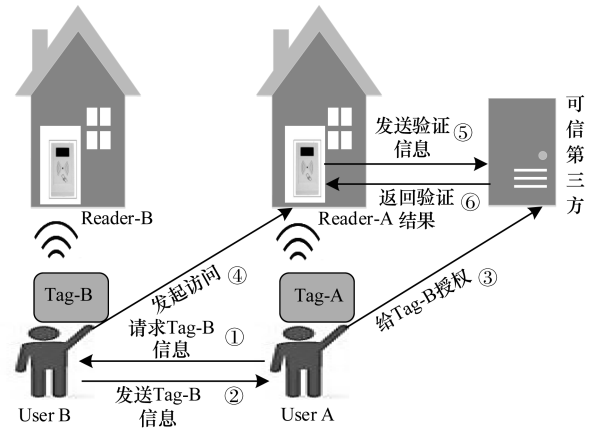 发送验证 ⑤
信息
返回验证 ⑥
结果
可信第三方
Reader-B
Reader-A
发起访问 ④
给Tag-B授权 ③
Tag-B
Tag-A
请求Tag-B ①
信息
发送Tag-B ②
信息
User B
User A